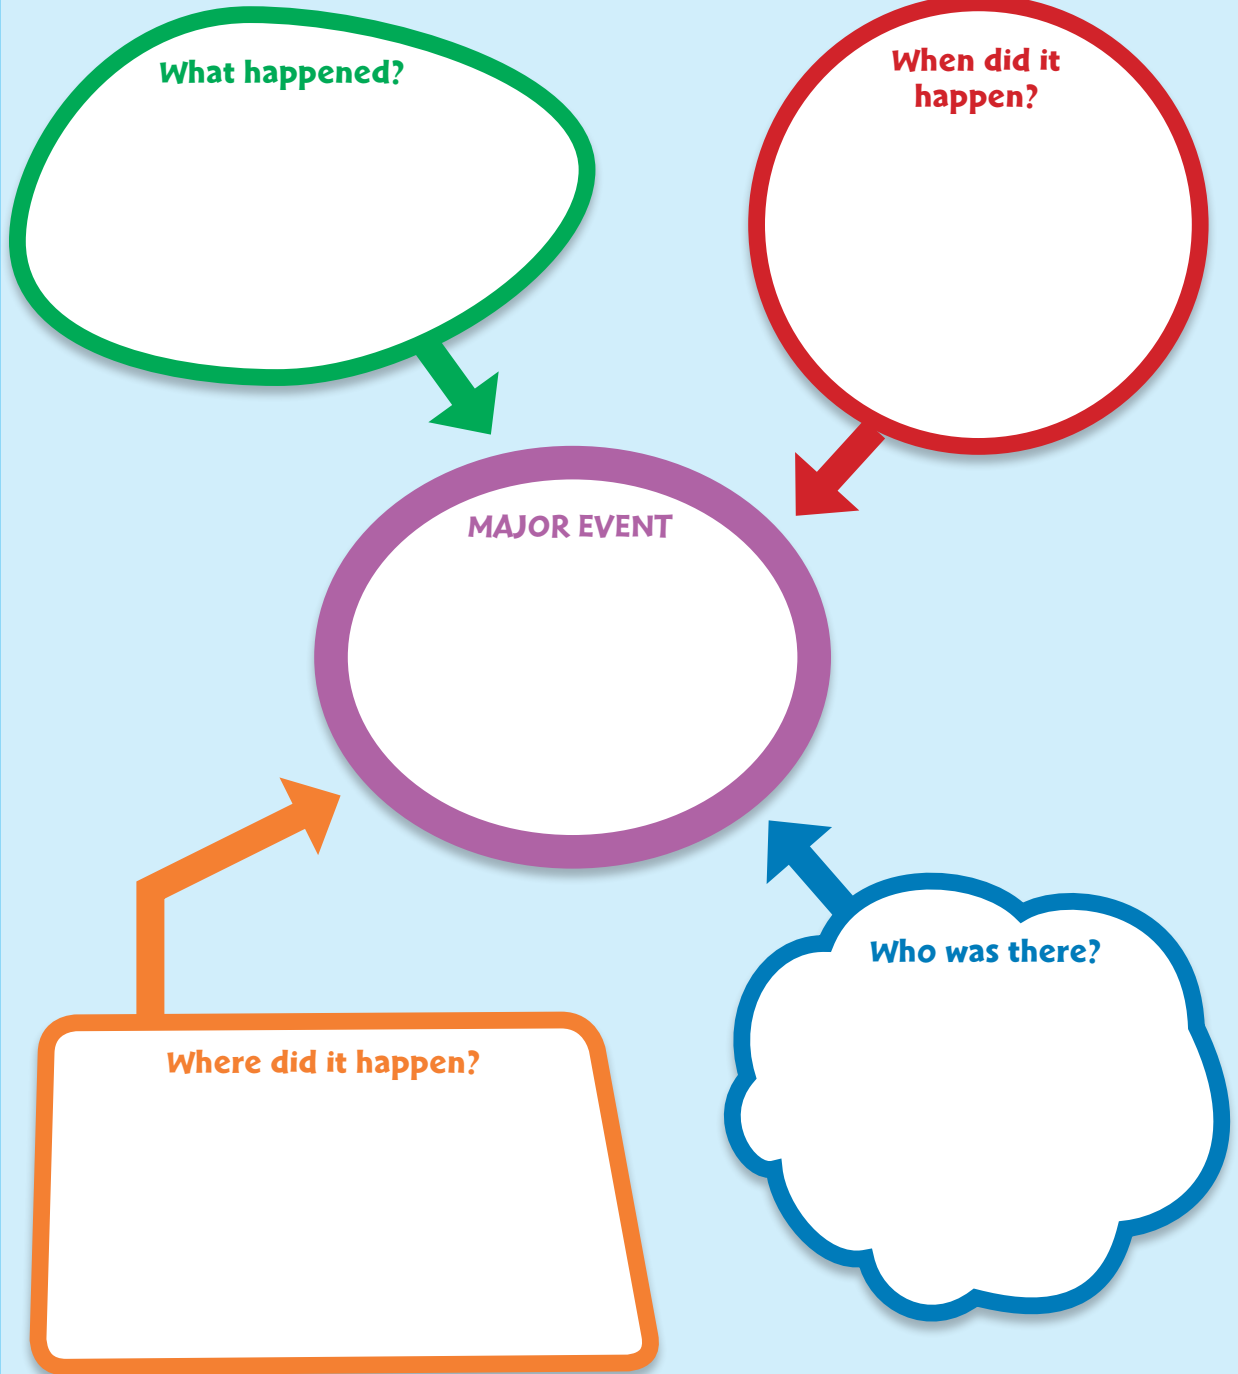 What happened?
When did it
happen?
MAJOR EVENT
Who was there?
Where did it happen?